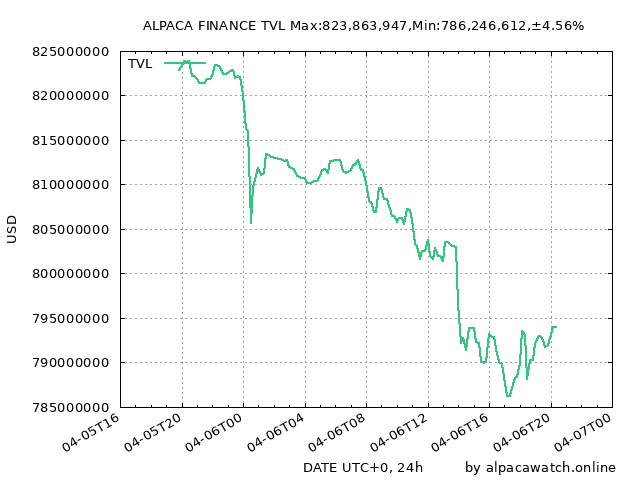 ALPACA FINANCE TVL Max:823,863,947,Min:786,246,612,±4.56%
TVL
825000000
820000000
815000000
810000000
805000000
800000000
795000000
790000000
785000000
USD
04-05T16
04-05T20
04-06T00
04-06T04
04-06T08
04-06T12
04-06T16
04-06T20
04-07T00
DATE UTC+0, 24h
by alpacawatch.online